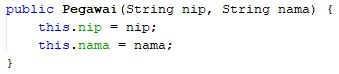 public Pegawai(String nip, String nama) {
    this.nip = nip;
    this.nama = nama;
}